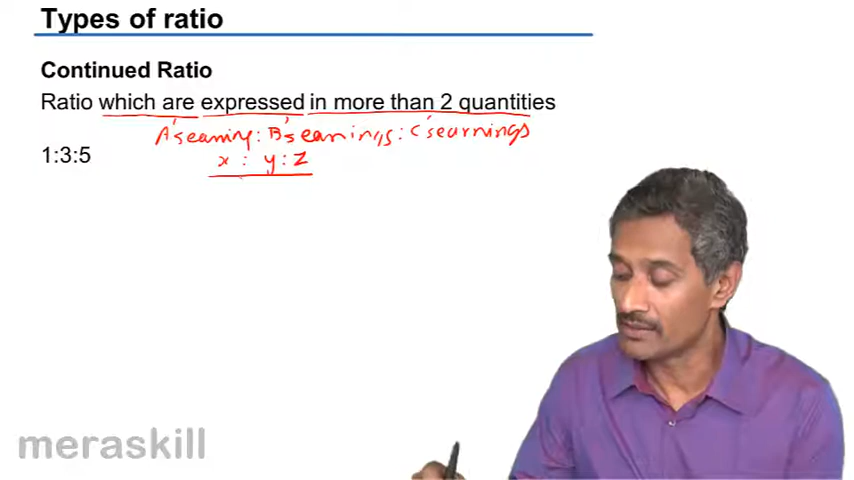 Types of ratio
Continued Ratio
Ratio which are expressed in more than 2 quantities
A's earning : B's earnings : C's earnings
1:3:5
x : y : z
meraskill